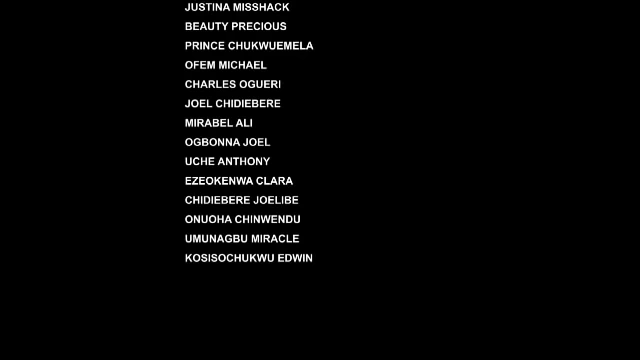 JUSTINA MISSHACK
BEAUTY PRECIOUS
PRINCE CHUKWUEMELA
OFEM MICHAEL
CHARLES OGUERI
JOEL CHIDIEBERE
MIRABEL ALI
OGBONNA JOEL
UCHE ANTHONY
EZEOKENWA CLARA
CHIDIEBERE JOELIBE
ONUOHA CHINWENDU
UMUNAGBU MIRACLE
KOSISOCHUKWU EDWIN